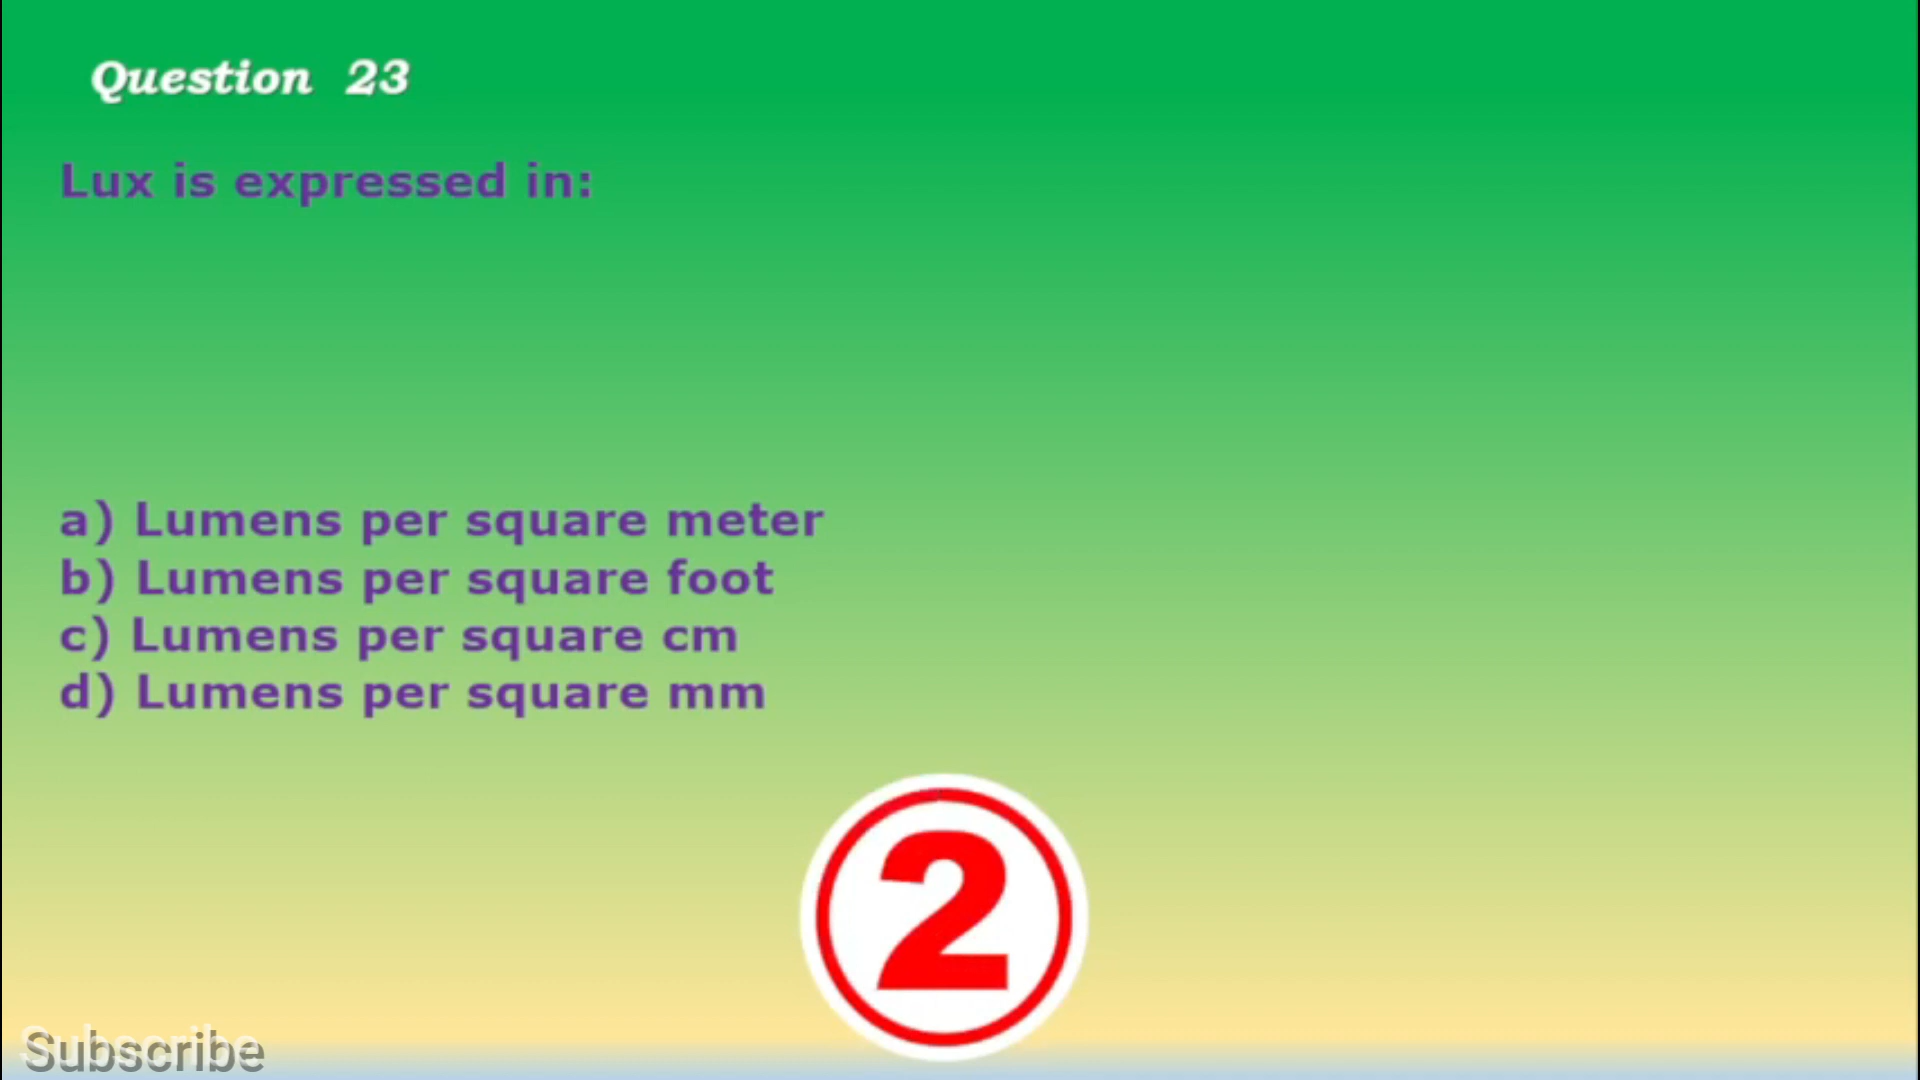 Question 23
Lux is expressed in:
a) Lumens per square meter
b) Lumens per square foot
c) Lumens per square cm
d) Lumens per square mm
2
Subscribe